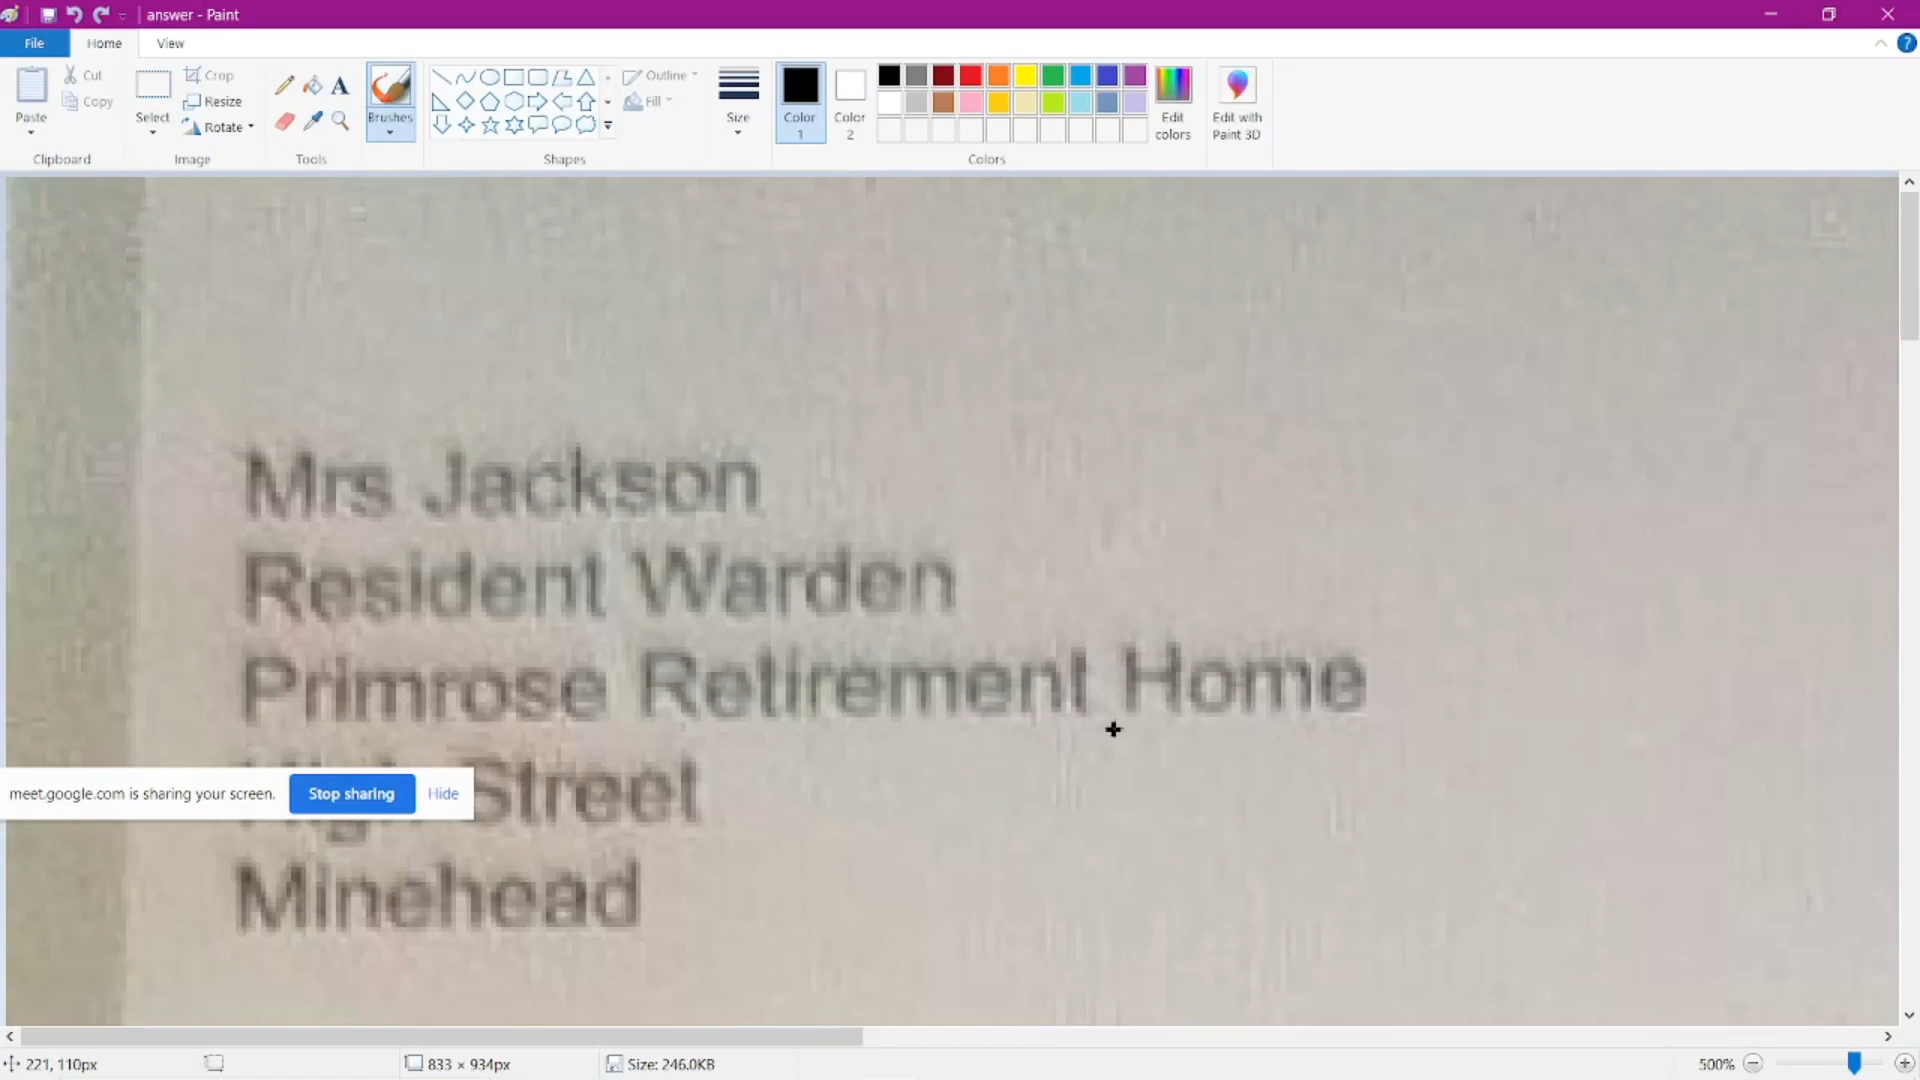 answer - Paint
File Home View
Paste
Cut
Copy
Clipboard
Select
Crop
Resize
Rotate
Image
A
Tools
Brushes
Outline
Fill
Shapes
Size
Color 1
Color 2
Edit colors
Colors
Edit with Paint 3D
Mrs Jackson
Resident Warden
Primrose Retirement Home
High Street
meet.google.com is sharing your screen. Stop sharing Hide
Minehead
221, 110px 833 × 934px Size: 246.0KB 500%